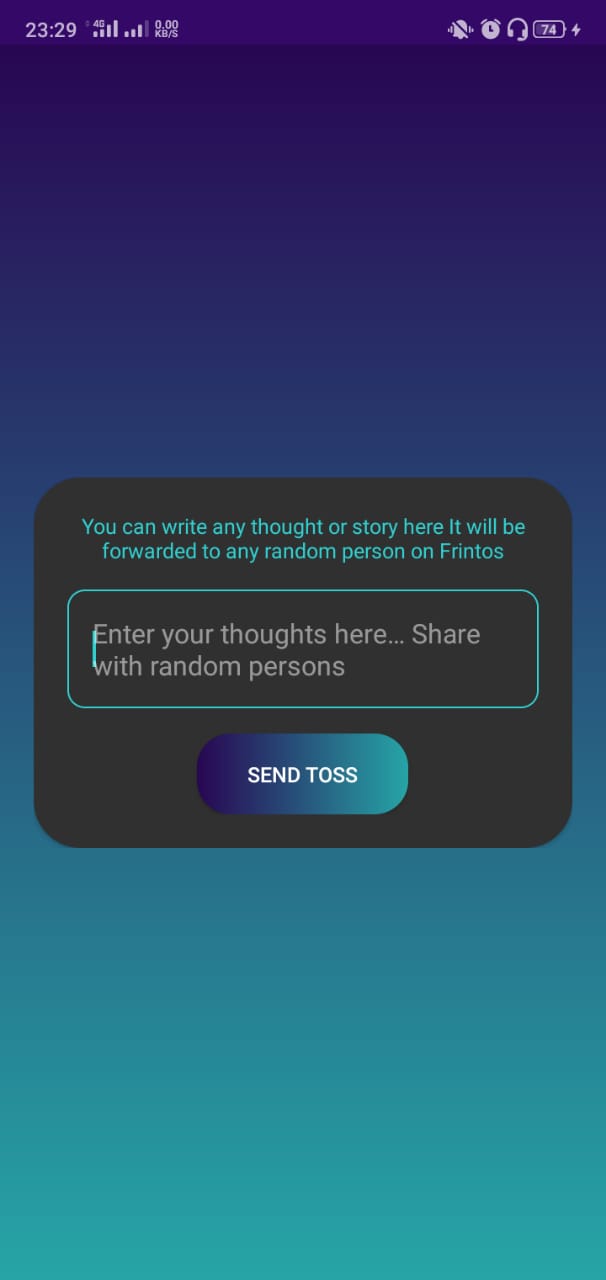 23:29 4G 0.00 KB/S 74
You can write any thought or story here It will be
forwarded to any random person on Frintos
Enter your thoughts here... Share
with random persons
SEND TOSS